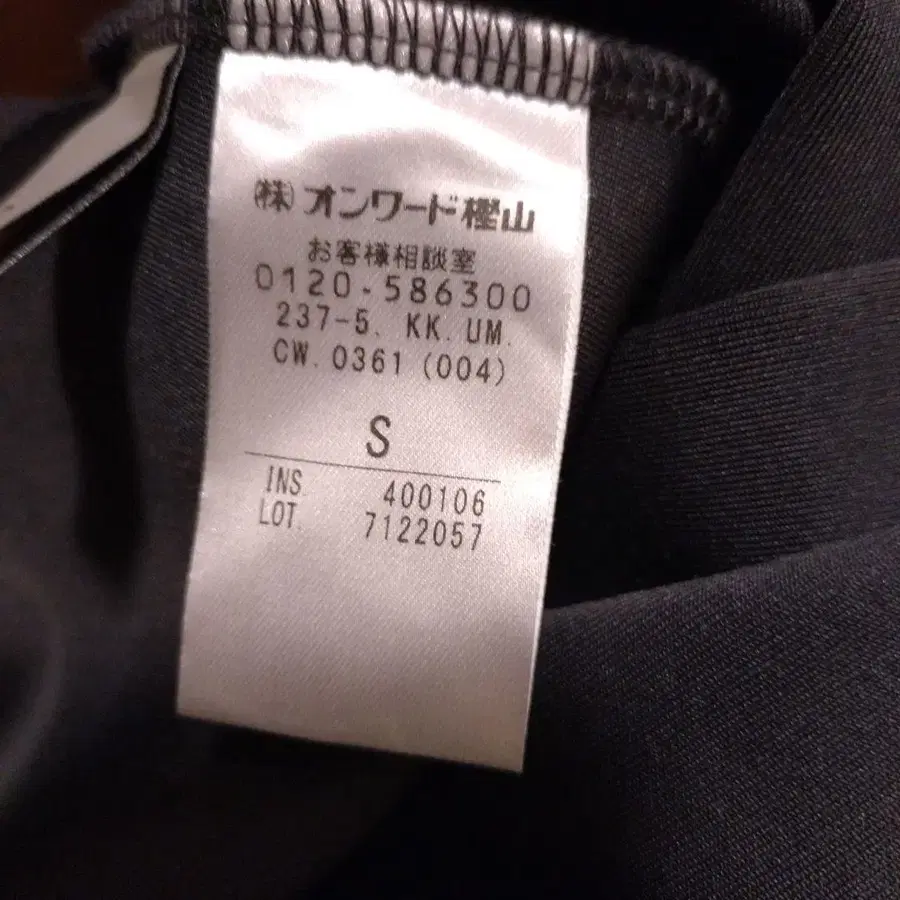 ㈱オンワード樫山
お客様相談室
0120-586300
237-5. KK. UM.
CW. 0361 (004)
S
INS. 400106
LOT. 7122057